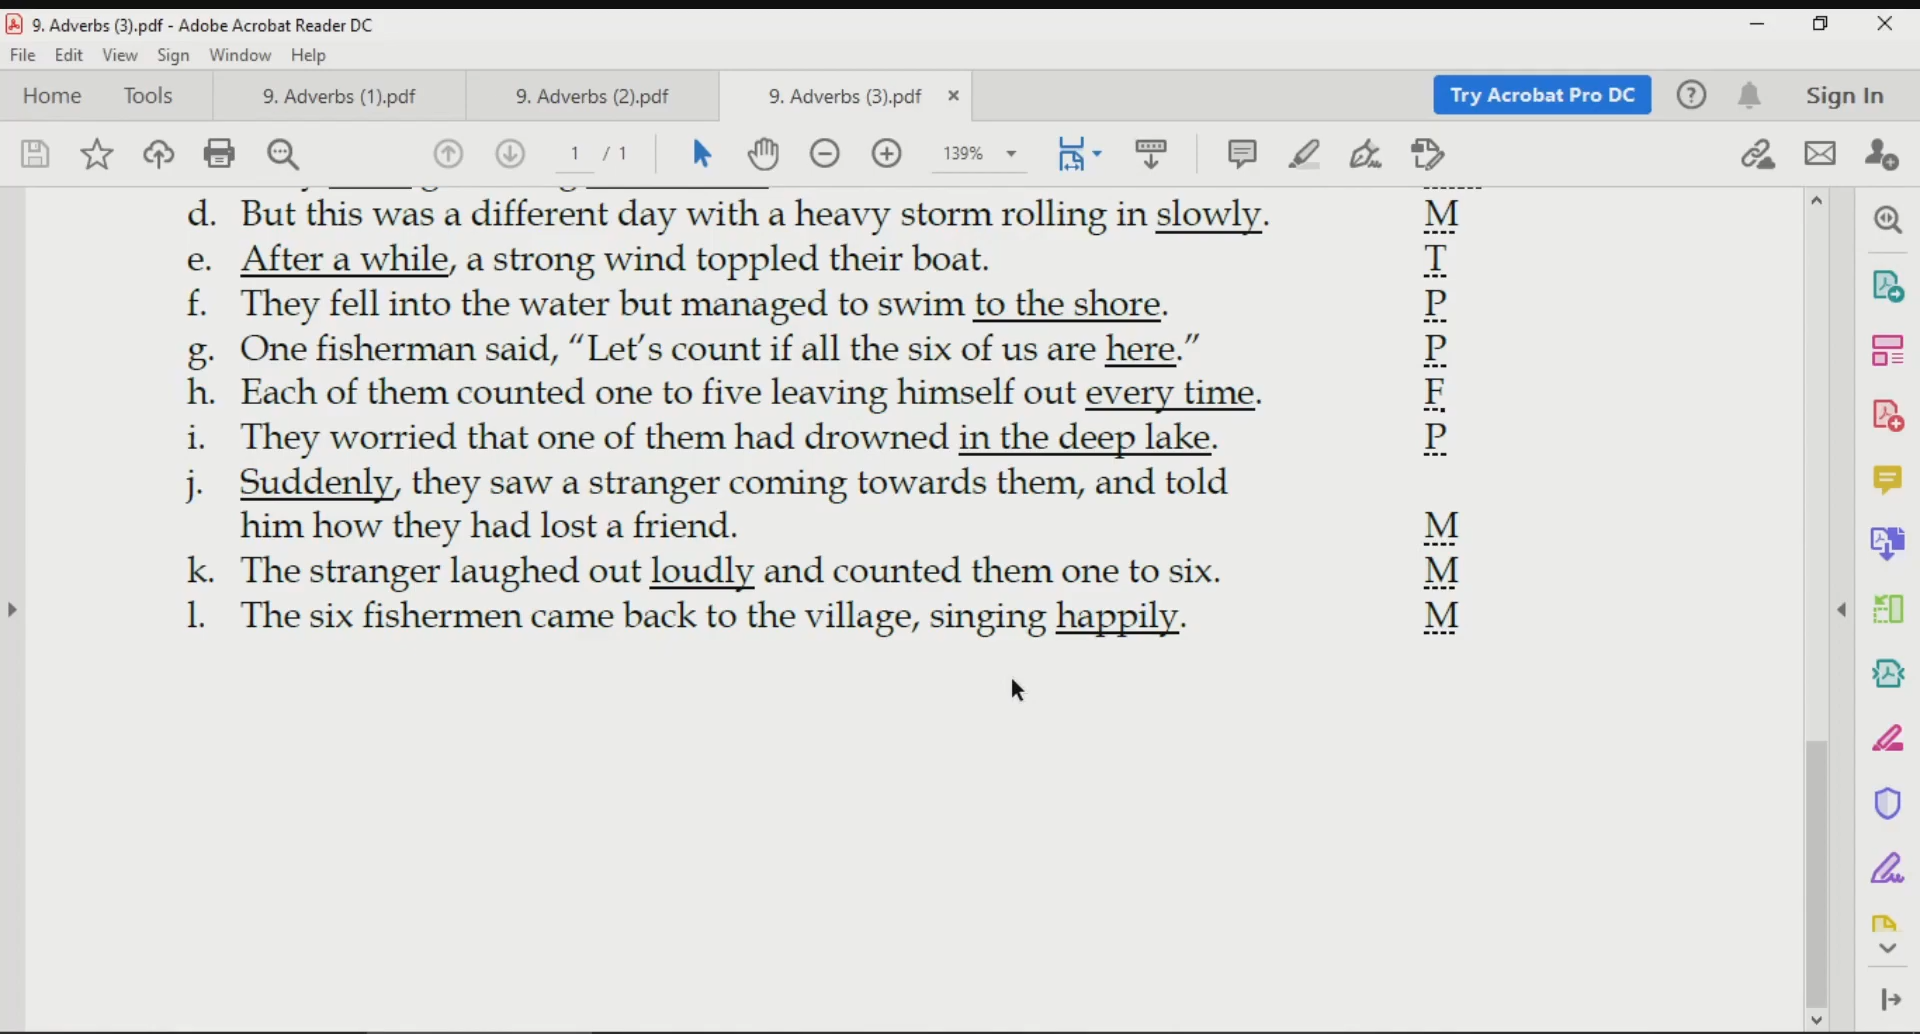 9. Adverbs (3).pdf - Adobe Acrobat Reader DC
File Edit View Sign Window Help
Home Tools 9. Adverbs (1).pdf 9. Adverbs (2).pdf 9. Adverbs (3).pdf × Try Acrobat Pro DC Sign In
1 / 1 139%
d. But this was a different day with a heavy storm rolling in slowly. M
e. After a while, a strong wind toppled their boat. T
f. They fell into the water but managed to swim to the shore. P
g. One fisherman said, “Let’s count if all the six of us are here.” P
h. Each of them counted one to five leaving himself out every time. F
i. They worried that one of them had drowned in the deep lake. P
j. Suddenly, they saw a stranger coming towards them, and told
him how they had lost a friend. M
k. The stranger laughed out loudly and counted them one to six. M
l. The six fishermen came back to the village, singing happily. M